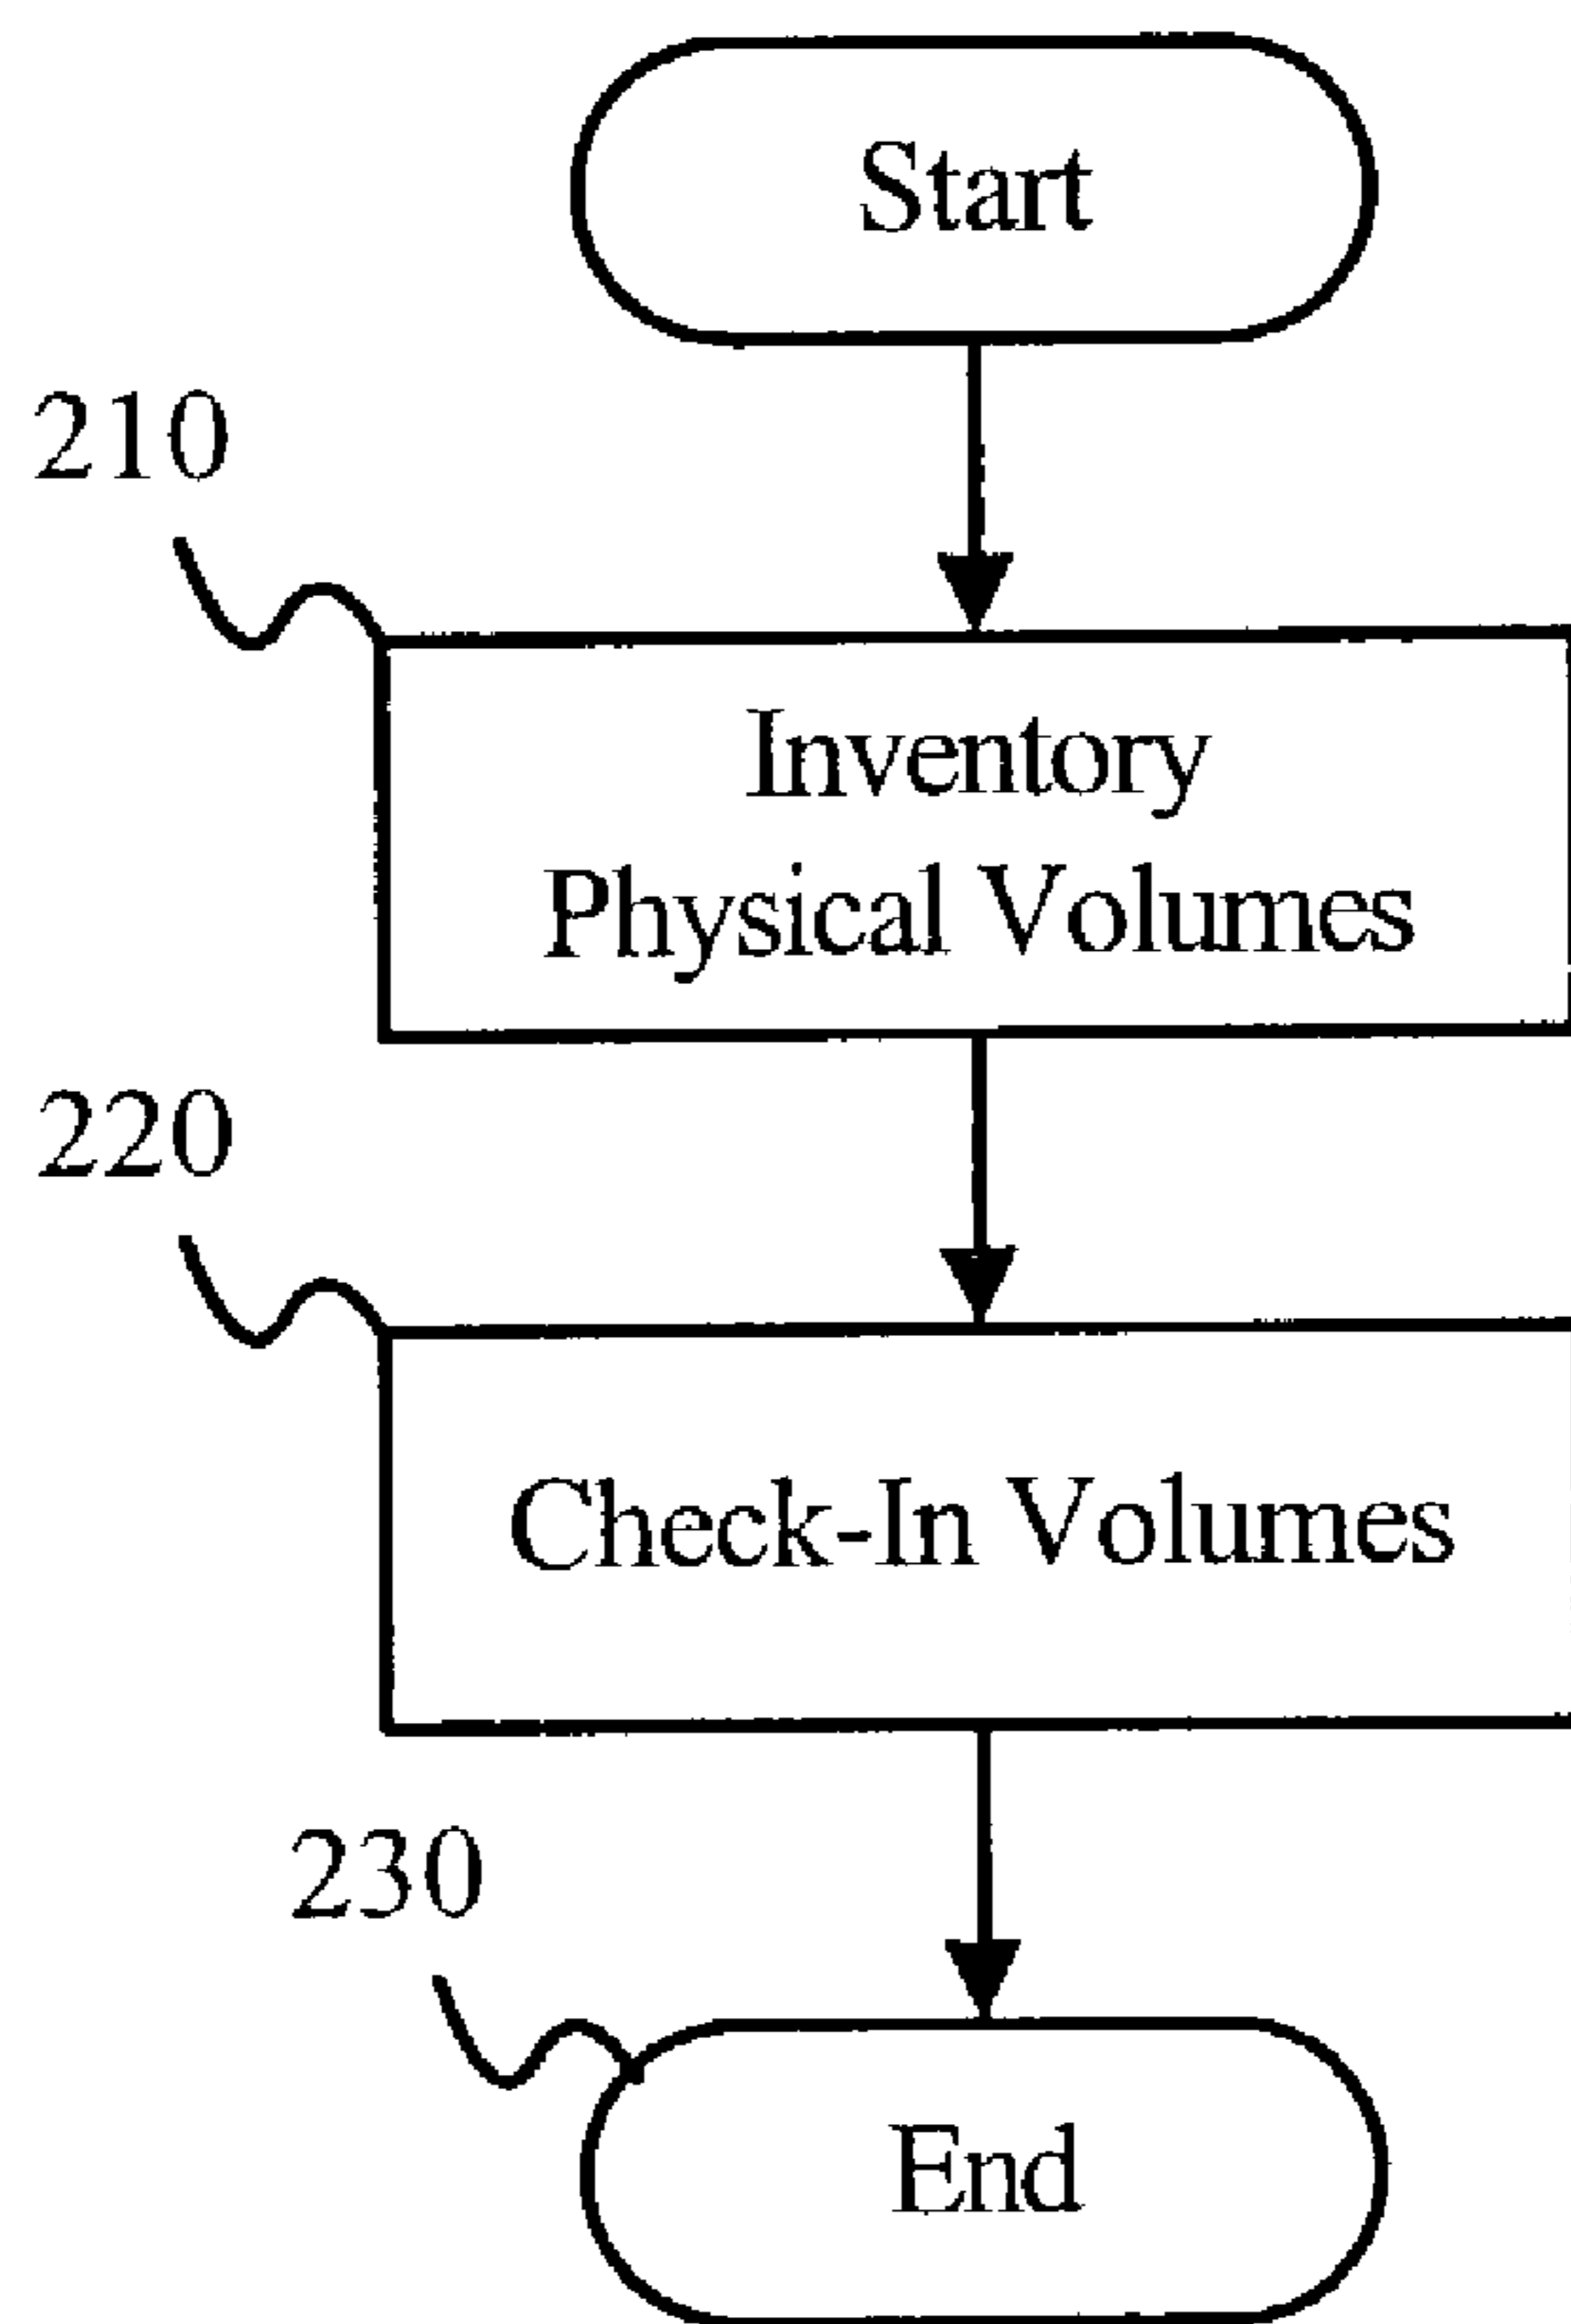 Start
210
Inventory
Physical Volumes
220
Check-In Volumes
230
End